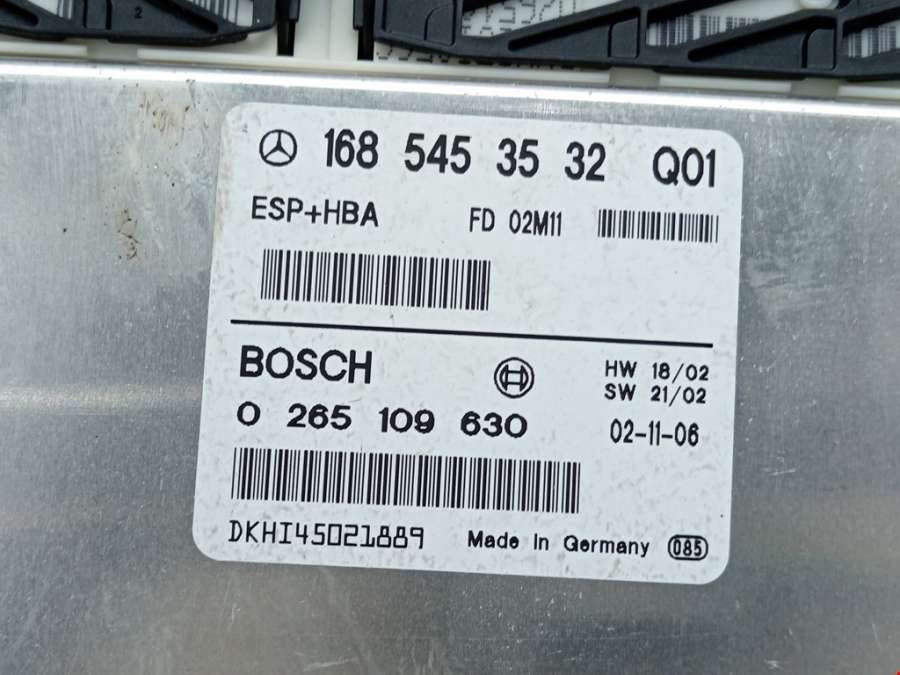 2
168 545 35 32 Q01
ESP+HBA FD 02M11
BOSCH
HW 18/02
SW 21/02
0 265 109 630
02-11-06
DKHI45021889
Made In Germany 085